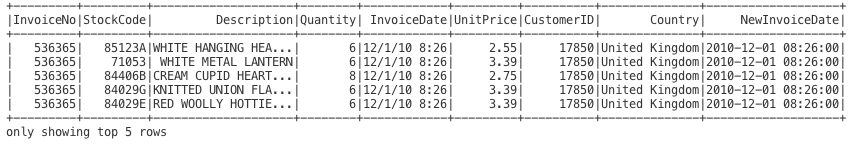 |InvoiceNo|StockCode|         Description|Quantity| InvoiceDate|UnitPrice|CustomerID|       Country|     NewInvoiceDate|
|   536365|   85123A|WHITE HANGING HEA...|       6|12/1/10 8:26|     2.55|     17850|United Kingdom|2010-12-01 08:26:00|
|   536365|    71053| WHITE METAL LANTERN|       6|12/1/10 8:26|     3.39|     17850|United Kingdom|2010-12-01 08:26:00|
|   536365|   84406B|CREAM CUPID HEART...|       8|12/1/10 8:26|     2.75|     17850|United Kingdom|2010-12-01 08:26:00|
|   536365|   84029G|KNITTED UNION FLA...|       6|12/1/10 8:26|     3.39|     17850|United Kingdom|2010-12-01 08:26:00|
|   536365|   84029E|RED WOOLLY HOTTIE...|       6|12/1/10 8:26|     3.39|     17850|United Kingdom|2010-12-01 08:26:00|
only showing top 5 rows